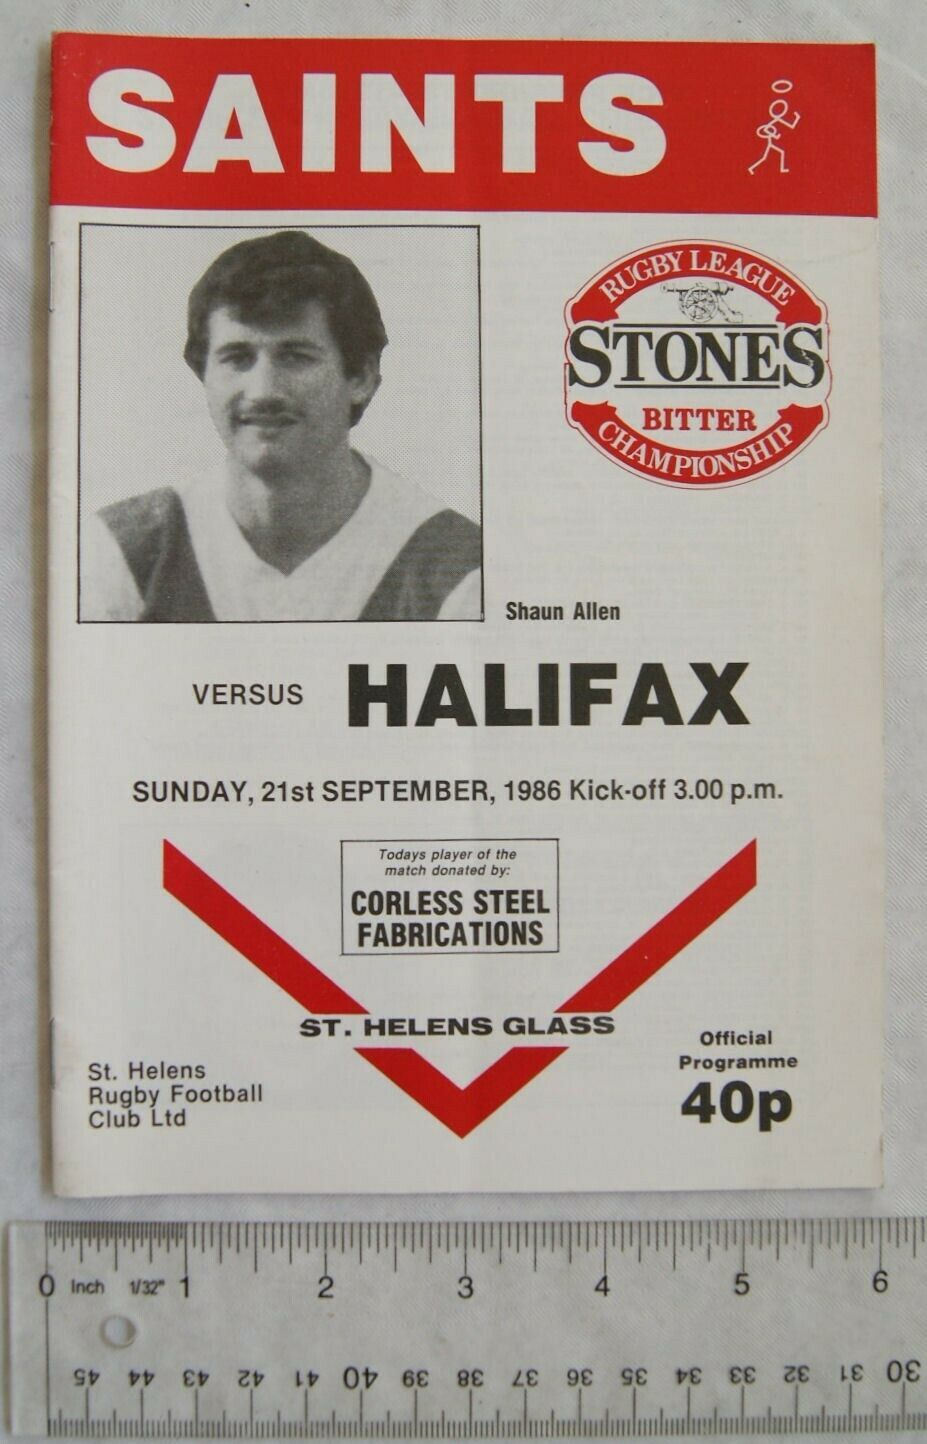 SAINTS
RUGBY LEAGUE
STONES
BITTER
CHAMPIONSHIP
Shaun Allen
VERSUS HALIFAX
SUNDAY, 21st SEPTEMBER, 1986 Kick-off 3.00 p.m.
Todays player of the
match donated by:
CORLESS STEEL
FABRICATIONS
ST. HELENS GLASS
St. Helens
Rugby Football
Club Ltd
Official
Programme
40p
0 Inch 1/32" 1 2 3 4 5 6
45 44 43 42 41 40 39 38 37 36 35 34 33 32 31 30